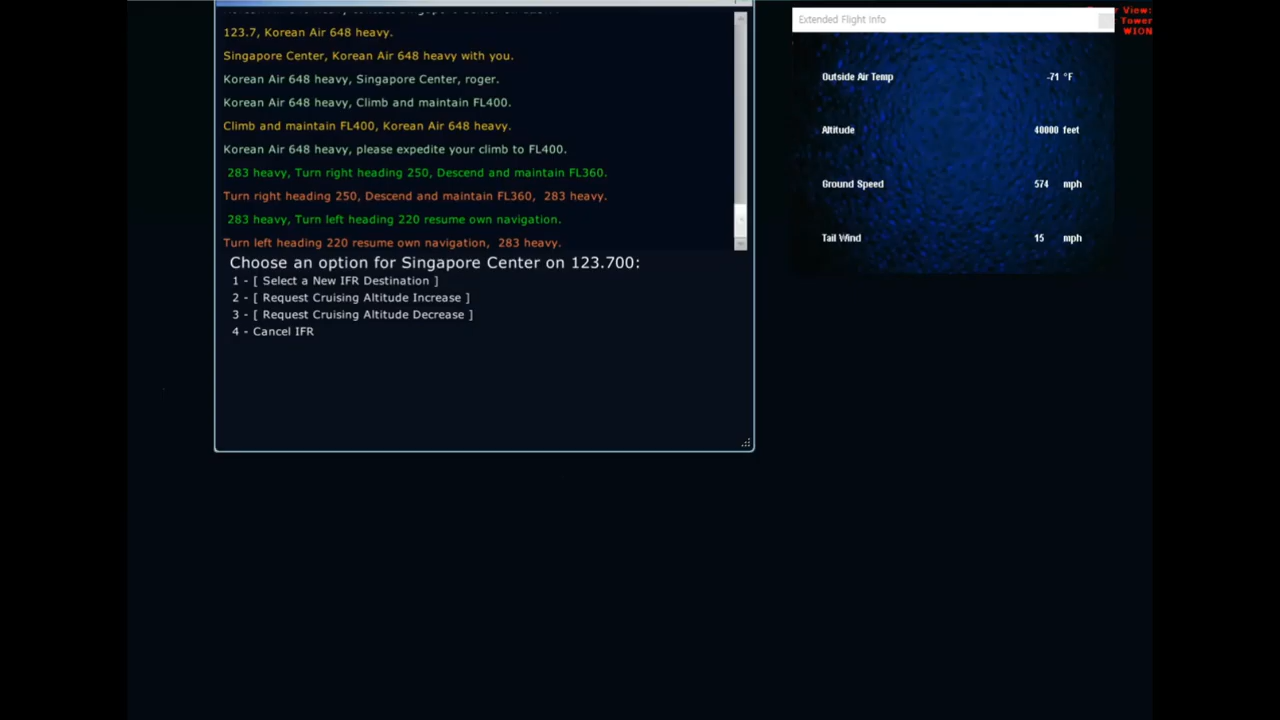 123.7, Korean Air 648 heavy.
Singapore Center, Korean Air 648 heavy with you.
Korean Air 648 heavy, Singapore Center, roger.
Korean Air 648 heavy, Climb and maintain FL400.
Climb and maintain FL400, Korean Air 648 heavy.
Korean Air 648 heavy, please expedite your climb to FL400.
283 heavy, Turn right heading 250, Descend and maintain FL360.
Turn right heading 250, Descend and maintain FL360, 283 heavy.
283 heavy, Turn left heading 220 resume own navigation.
Turn left heading 220 resume own navigation, 283 heavy.
Choose an option for Singapore Center on 123.700:
1 - [ Select a New IFR Destination ]
2 - [ Request Cruising Altitude Increase ]
3 - [ Request Cruising Altitude Decrease ]
4 - Cancel IFR
Extended Flight Info
Outside Air Temp -71 °F
Altitude 40000 feet
Ground Speed 574 mph
Tail Wind 15 mph
View:
Tower
WION